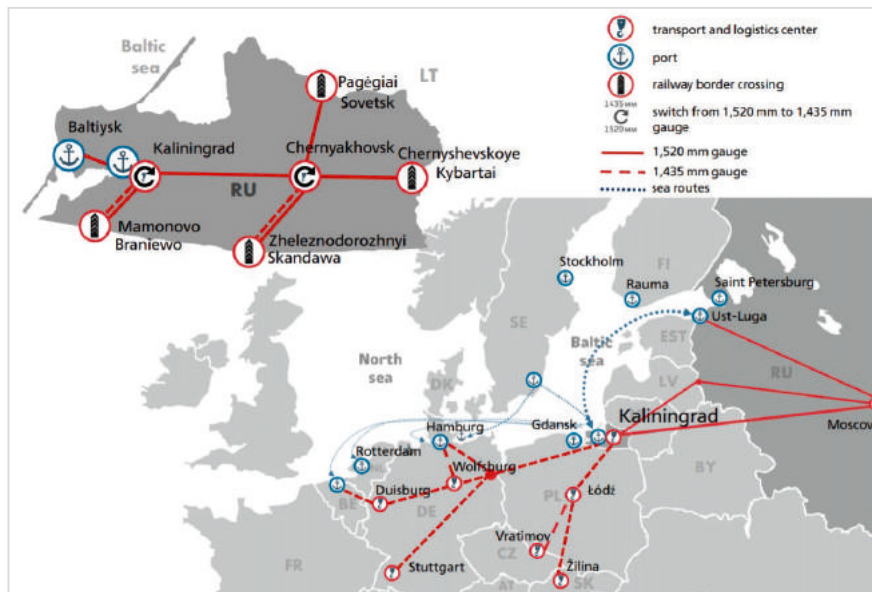 Baltic
sea
Pagėgiai
Sovetsk
LT
Baltiysk
Kaliningrad
Chernyakhovsk
Chernyshevskoye
Kybartai
RU
Mamonovo
Braniewo
Zheleznodorozhnyi
Skandawa
transport and logistics center
port
railway border crossing
1435 мм
1520 мм
switch from 1,520 mm to 1,435 mm
gauge
1,520 mm gauge
1,435 mm gauge
sea routes
Stockholm
FI
Rauma
Saint Petersburg
Ust-Luga
SE
EST
North
sea
Baltic
sea
DK
LV
RU
Moscow
Kaliningrad
Gdansk
Hamburg
Rotterdam
NL
Wolfsburg
BY
Duisburg
Łódź
PL
BE
DE
Vratimov
CZ
Žilina
SK
Stuttgart
FR
AT